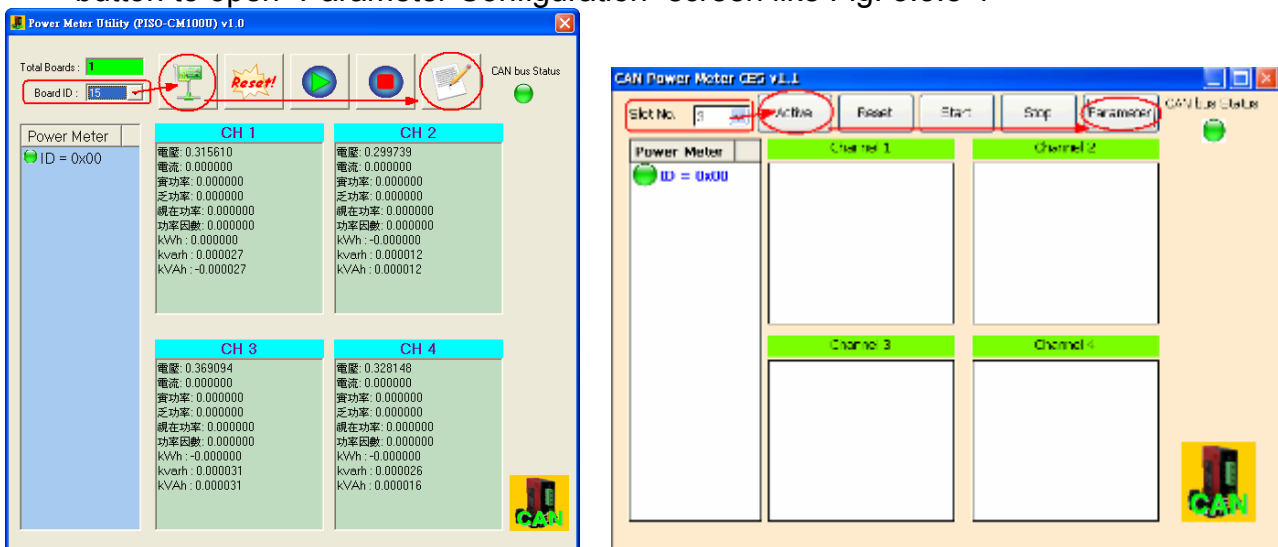 button to open "Parameter Configuration" screen like Fig.
Power Meter Utility (PISO-CM100U) v1.0
Total Boards : 1
Board ID : 15
Reset!
CAN bus Status
Power Meter
ID = 0x00
CH 1
電壓: 0.315610
電流: 0.000000
實功率: 0.000000
乏功率: 0.000000
視在功率: 0.000000
功率因數: 0.000000
kWh : 0.000000
kvarh : 0.000027
kVAh : -0.000027
CH 2
電壓: 0.299739
電流: 0.000000
實功率: 0.000000
乏功率: 0.000000
視在功率: 0.000000
功率因數: 0.000000
kWh : -0.000000
kvarh : 0.000012
kVAh : 0.000012
CH 3
電壓: 0.369094
電流: 0.000000
實功率: 0.000000
乏功率: 0.000000
視在功率: 0.000000
功率因數: 0.000000
kWh : -0.000000
kvarh : 0.000031
kVAh : 0.000031
CH 4
電壓: 0.328148
電流: 0.000000
實功率: 0.000000
乏功率: 0.000000
視在功率: 0.000000
功率因數: 0.000000
kWh : -0.000000
kvarh : 0.000026
kVAh : 0.000016
CAN
CAN Power Meter CE5 v1.1
Slot No. 3
Active
Reset
Start
Stop
Parameter
CAN bus Status
Power Meter
ID = 0x00
Channel 1
Channel 2
Channel 3
Channel 4
CAN